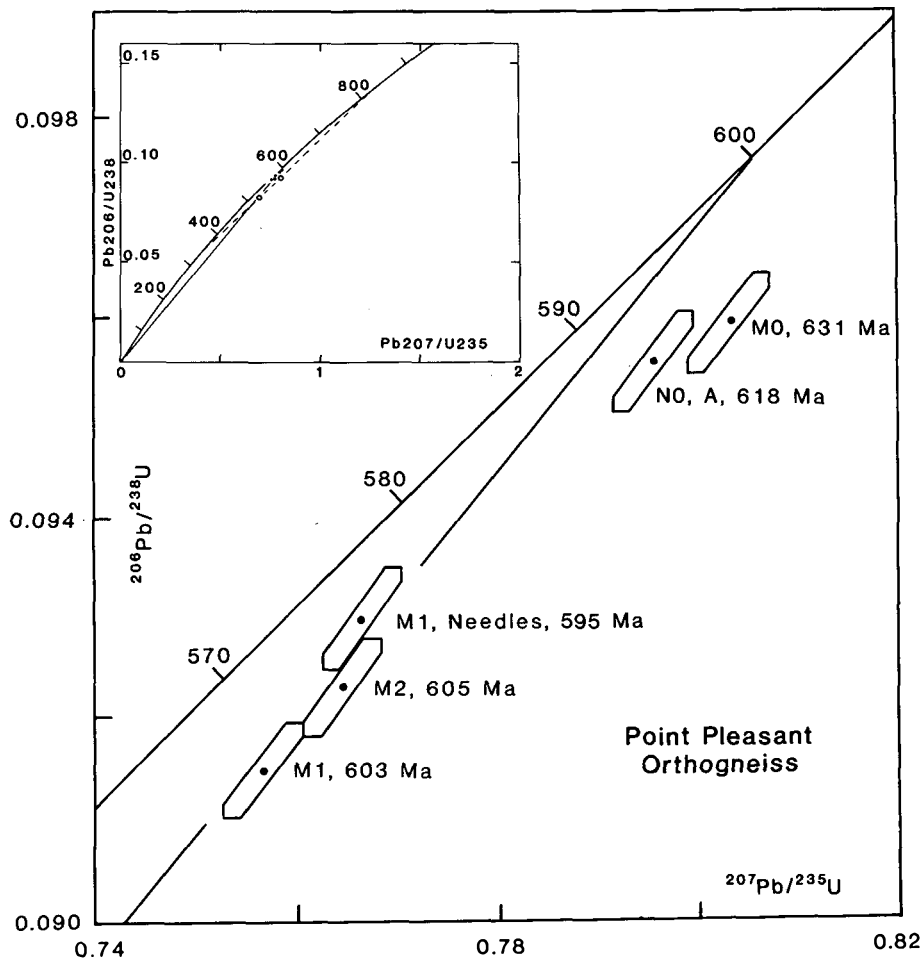 0.098
0.094
0.090
0.74
0.78
0.82
206Pb/238U
207Pb/235U
0.15
0.10
0.05
0
1
2
Pb206/U238
Pb207/U235
200
400
600
800
600
590
580
570
M0, 631 Ma
N0, A, 618 Ma
M1, Needles, 595 Ma
M2, 605 Ma
M1, 603 Ma
Point Pleasant
Orthogneiss